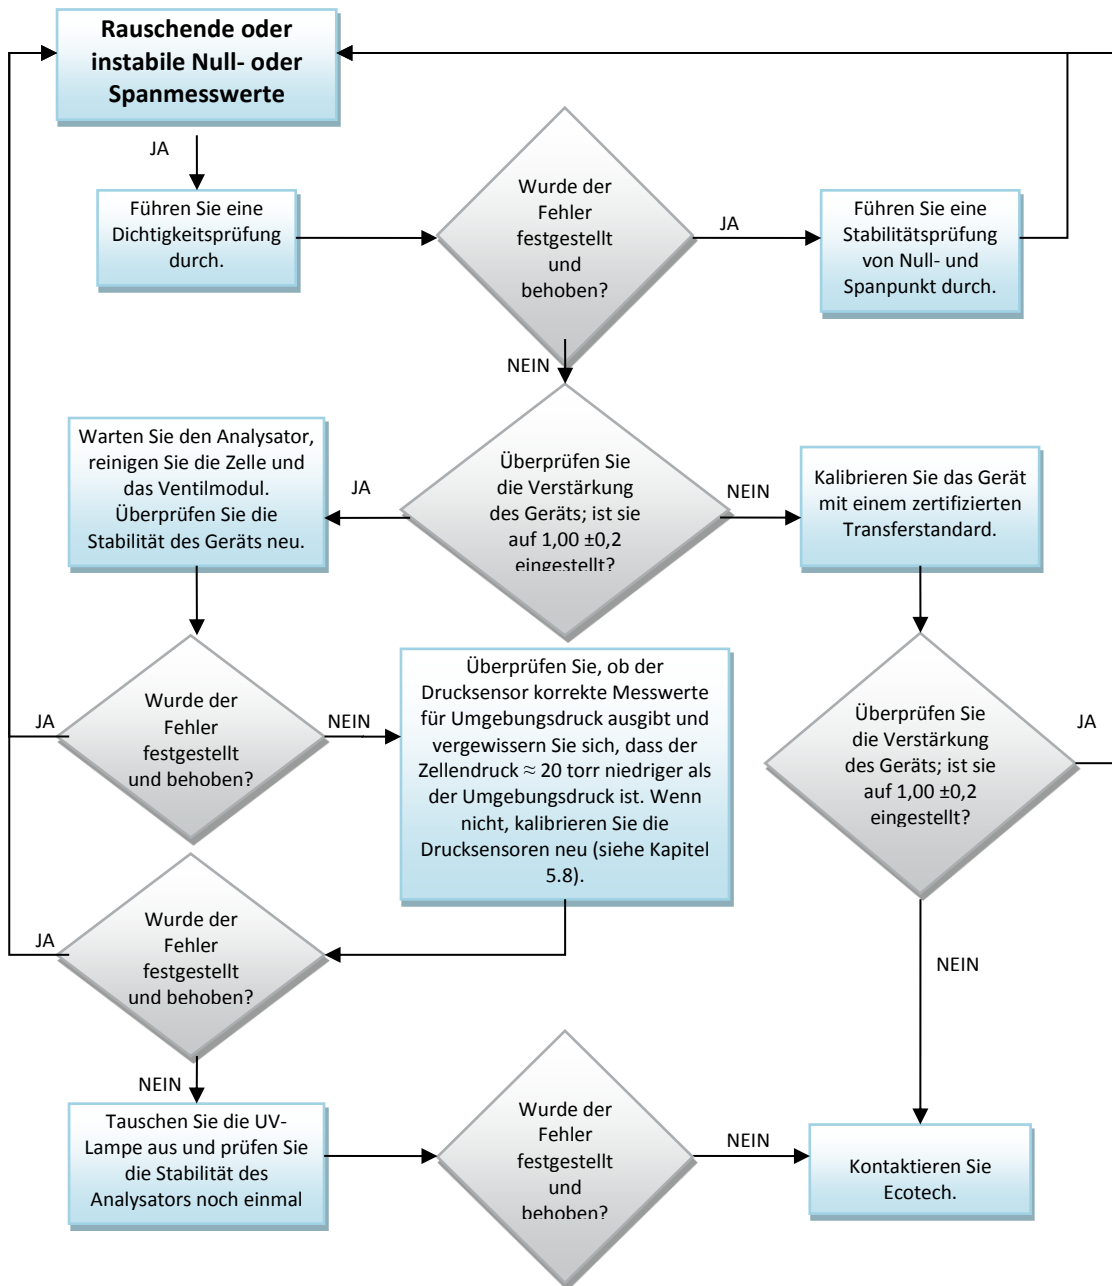 Rauschende oder
instabile Null- oder
Spanmesswerte
JA
Führen Sie eine
Dichtigkeitsprüfung
durch.
Wurde der
Fehler
festgestellt
und
behoben?
JA
Führen Sie eine
Stabilitätsprüfung
von Null- und
Spanpunkt durch.
NEIN
Warten Sie den Analysator,
reinigen Sie die Zelle und
das Ventilmodul.
Überprüfen Sie die
Stabilität des Geräts neu.
JA
Überprüfen Sie
die Verstärkung
des Geräts; ist sie
auf 1,00 ±0,2
eingestellt?
NEIN
Kalibrieren Sie das Gerät
mit einem zertifizierten
Transferstandard.
JA
Wurde der
Fehler
festgestellt
und behoben?
NEIN
Überprüfen Sie, ob der
Drucksensor korrekte Messwerte
für Umgebungsdruck ausgibt und
vergewissern Sie sich, dass der
Zellendruck ≈ 20 torr niedriger als
der Umgebungsdruck ist. Wenn
nicht, kalibrieren Sie die
Drucksensoren neu (siehe Kapitel
5.8).
Überprüfen Sie
die Verstärkung
des Geräts; ist sie
auf 1,00 ±0,2
eingestellt?
JA
JA
Wurde der
Fehler
festgestellt
und behoben?
NEIN
NEIN
Tauschen Sie die UV-
Lampe aus und prüfen Sie
die Stabilität des
Analysators noch einmal
Wurde der
Fehler
festgestellt
und
behoben?
NEIN
Kontaktieren Sie
Ecotech.